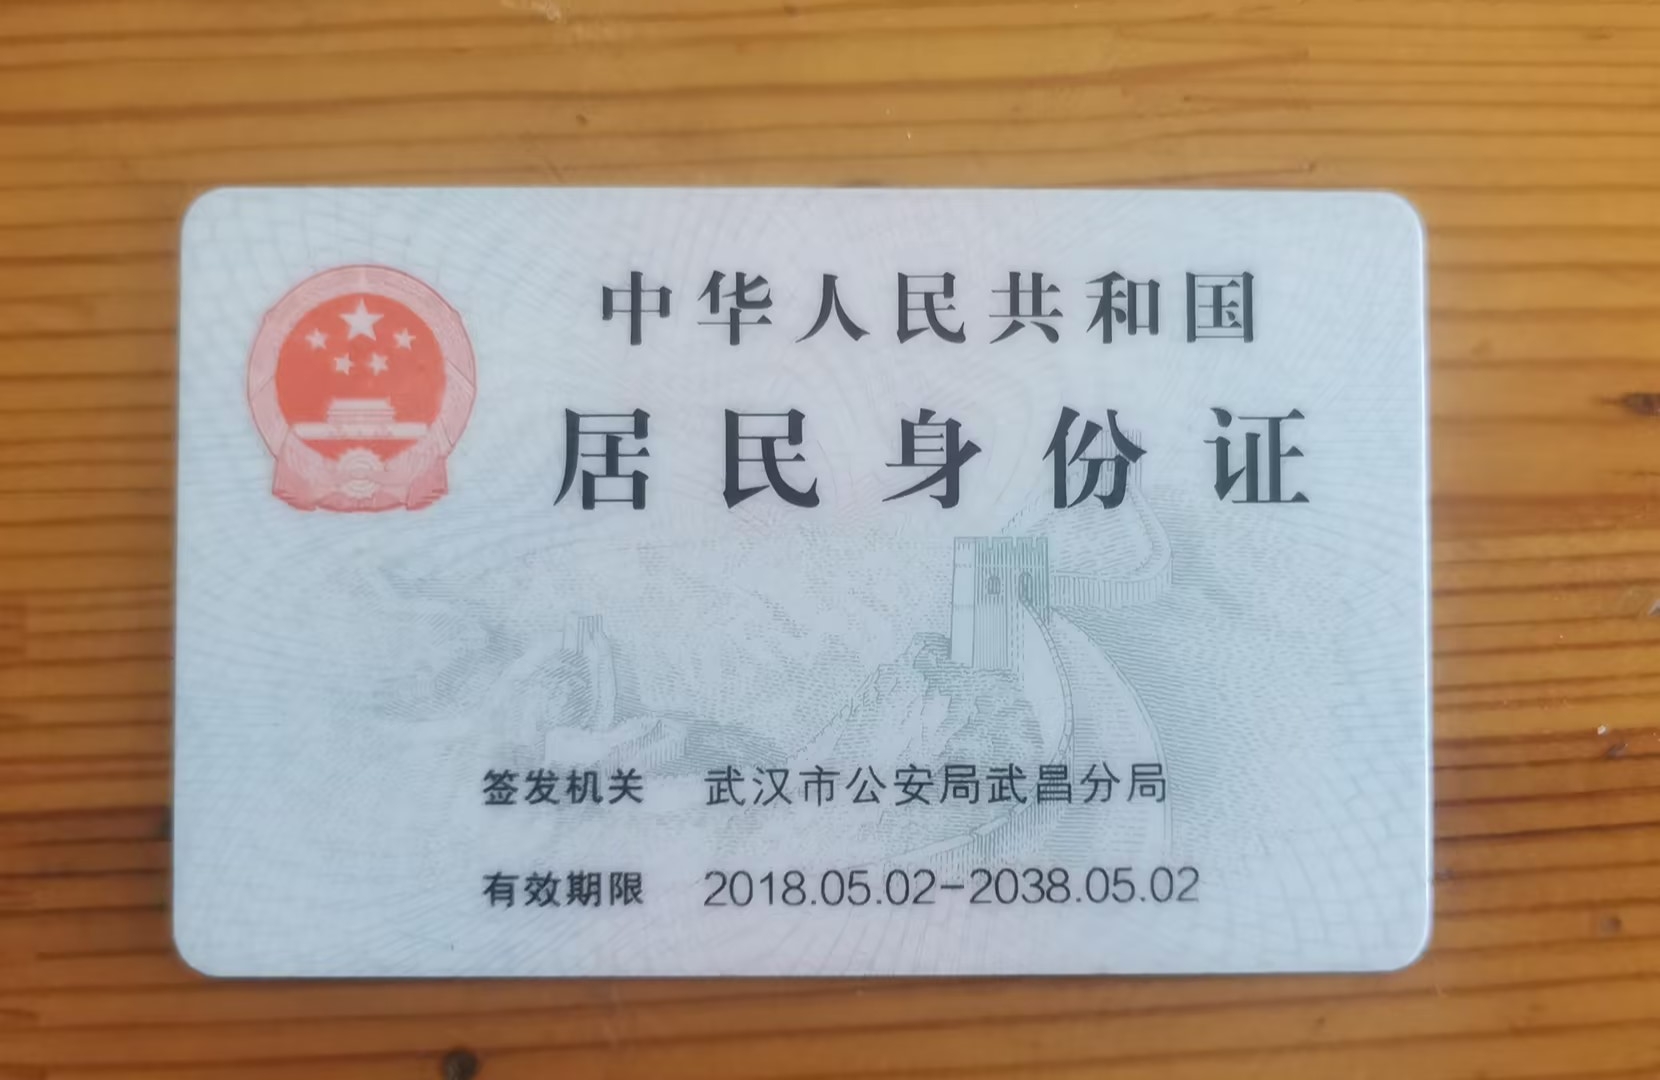 中华人民共和国
居民身份证
签发机关 武汉市公安局武昌分局
有效期限 2018.05.02-2038.05.02